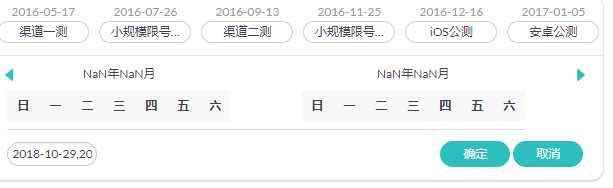 2016-05-17 2016-07-26 2016-09-13 2016-11-25 2016-12-16 2017-01-05
渠道一测 小规模限号... 渠道二测 小规模限号... iOS公测 安卓公测
NaN年NaN月 NaN年NaN月
日 一 二 三 四 五 六 日 一 二 三 四 五 六
2018-10-29,20 确定 取消